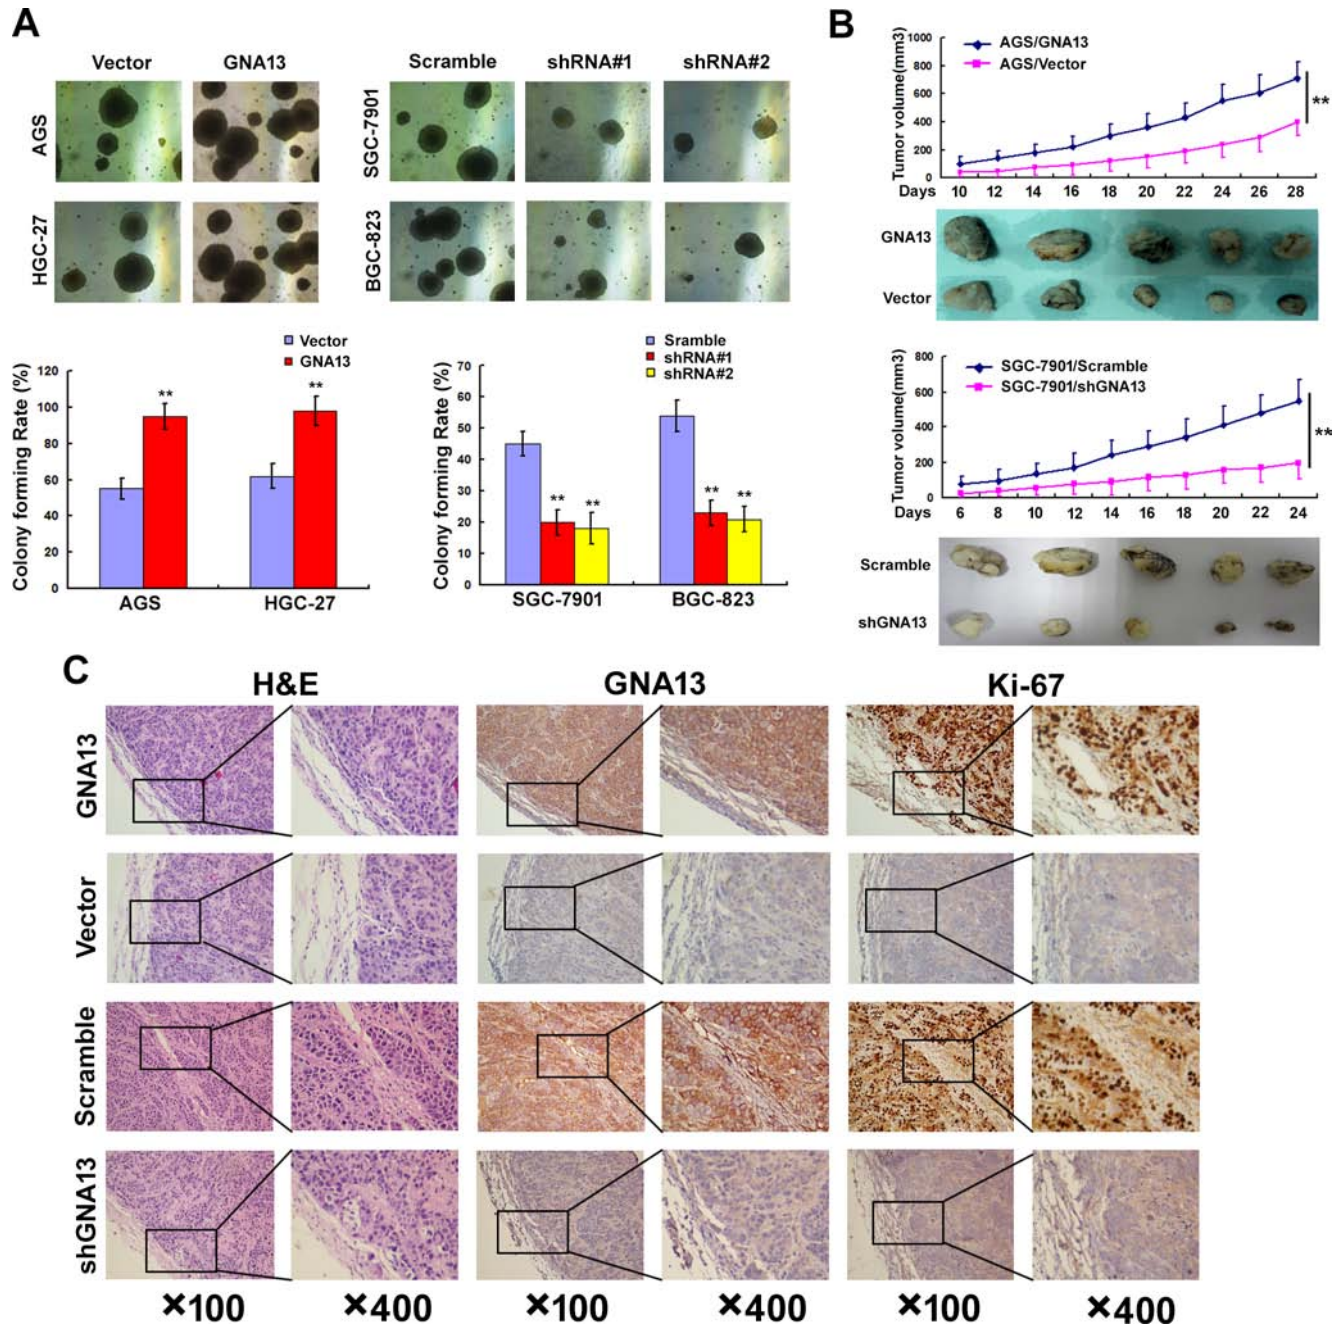 A
Vector GNA13
AGS
HGC-27
Scramble shRNA#1 shRNA#2
SGC-7901
BGC-823
Vector
GNA13
Colony forming Rate (%)
120
100
80
60
40
20
0
** **
AGS HGC-27
Sramble
shRNA#1
shRNA#2
Colony forming Rate (%)
70
60
50
40
30
20
10
0
** ** ** **
SGC-7901 BGC-823
B
AGS/GNA13
AGS/Vector
Tumor volume(mm3)
1000
800
600
400
200
0
**
Days 10 12 14 16 18 20 22 24 26 28
GNA13
Vector
SGC-7901/Scramble
SGC-7901/shGNA13
Tumor volume(mm3)
800
600
400
200
0
**
Days 6 8 10 12 14 16 18 20 22 24
Scramble
shGNA13
C
H&E GNA13 Ki-67
GNA13
Vector
Scramble
shGNA13
×100 ×400 ×100 ×400 ×100 ×400